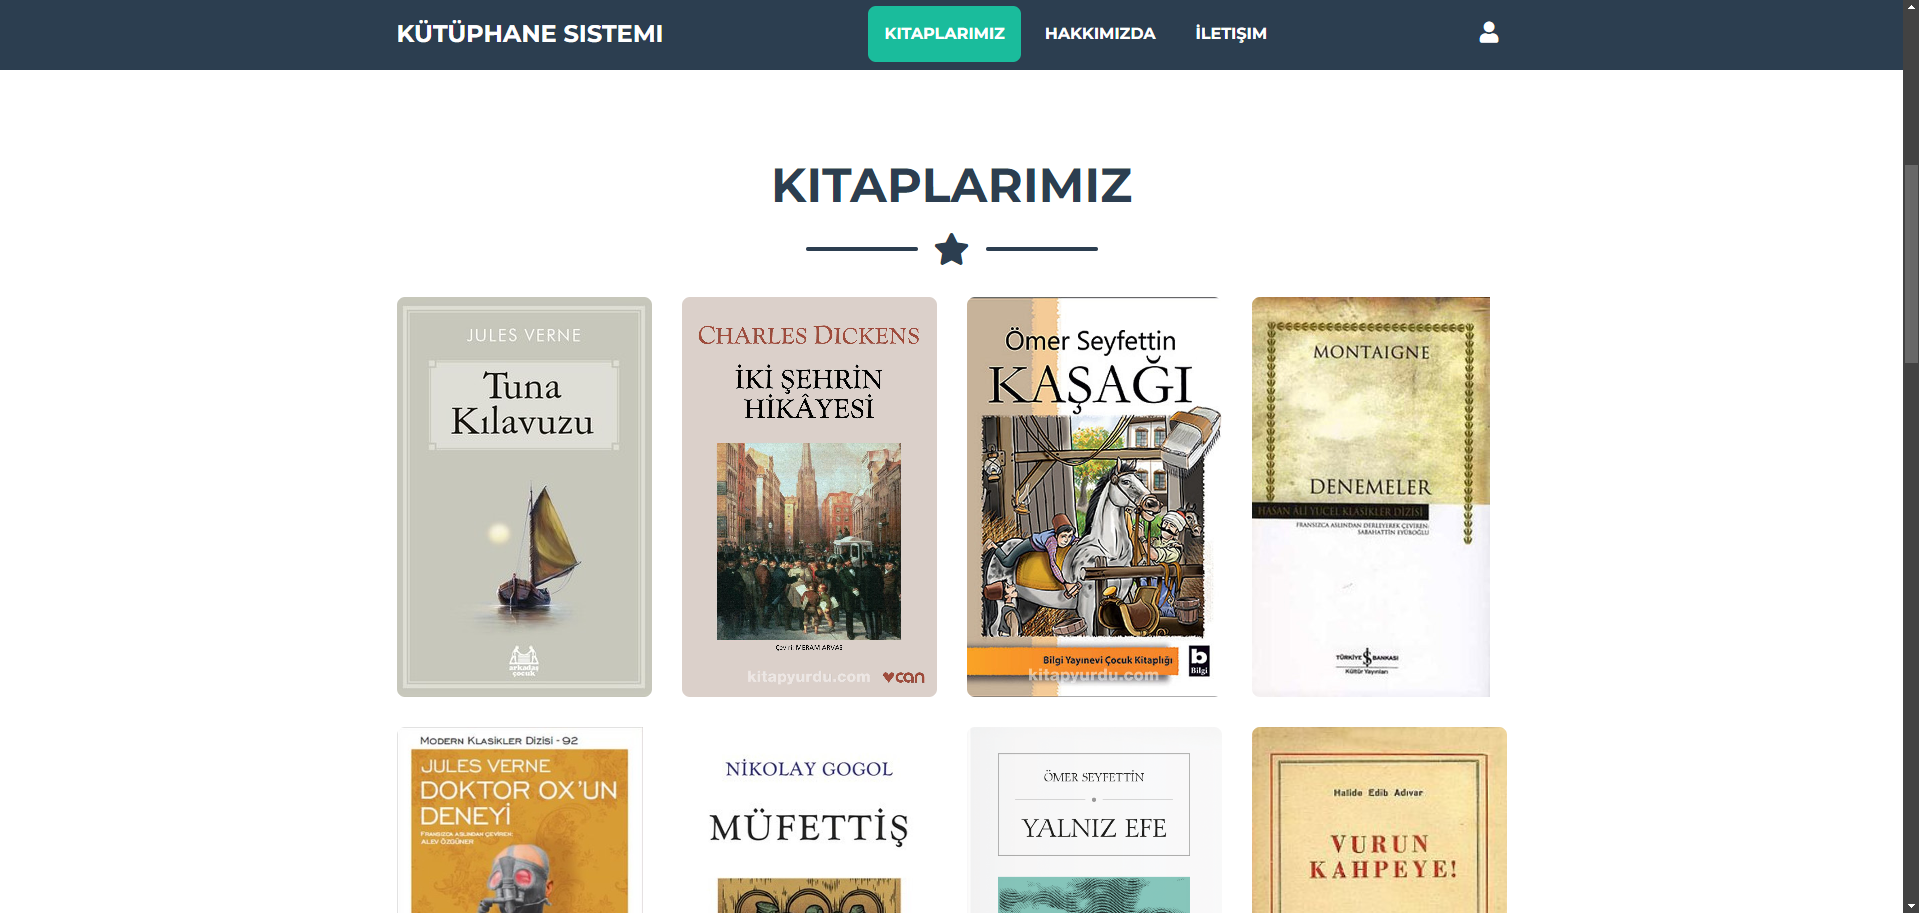 KÜTÜPHANE SISTEMI
KITAPLARIMIZ
HAKKIMIZDA
İLETIŞIM
KITAPLARIMIZ
JULES VERNE
Tuna
Kılavuzu
arkadaş
çocuk
CHARLES DICKENS
İKİ ŞEHRİN
HİKÂYESİ
Çeviri: MERAM ARVAS
kitapyurdu.com
can
Ömer Seyfettin
KAŞAĞI
Bilgi Yayınevi Çocuk Kitaplığı
b
Bilgi
kitapyurdu.com
MONTAIGNE
DENEMELER
HASAN ÂLİ YÜCEL KLASİKLER DİZİSİ
FRANSIZCA ASLINDAN DERLEYEREK ÇEVİREN:
SABAHATTİN EYÜBOĞLU
TÜRKİYE İŞ BANKASI
Kültür Yayınları
MODERN KLASİKLER DİZİSİ - 92
JULES VERNE
DOKTOR OX'UN
DENEYİ
FRANSIZCA ASLINDAN ÇEVİREN:
ALEV ÖZGÜNER
NİKOLAY GOGOL
MÜFETTİŞ
ÖMER SEYFETTİN
YALNIZ EFE
Halide Edib Adıvar
VURUN
KAHPEYE!